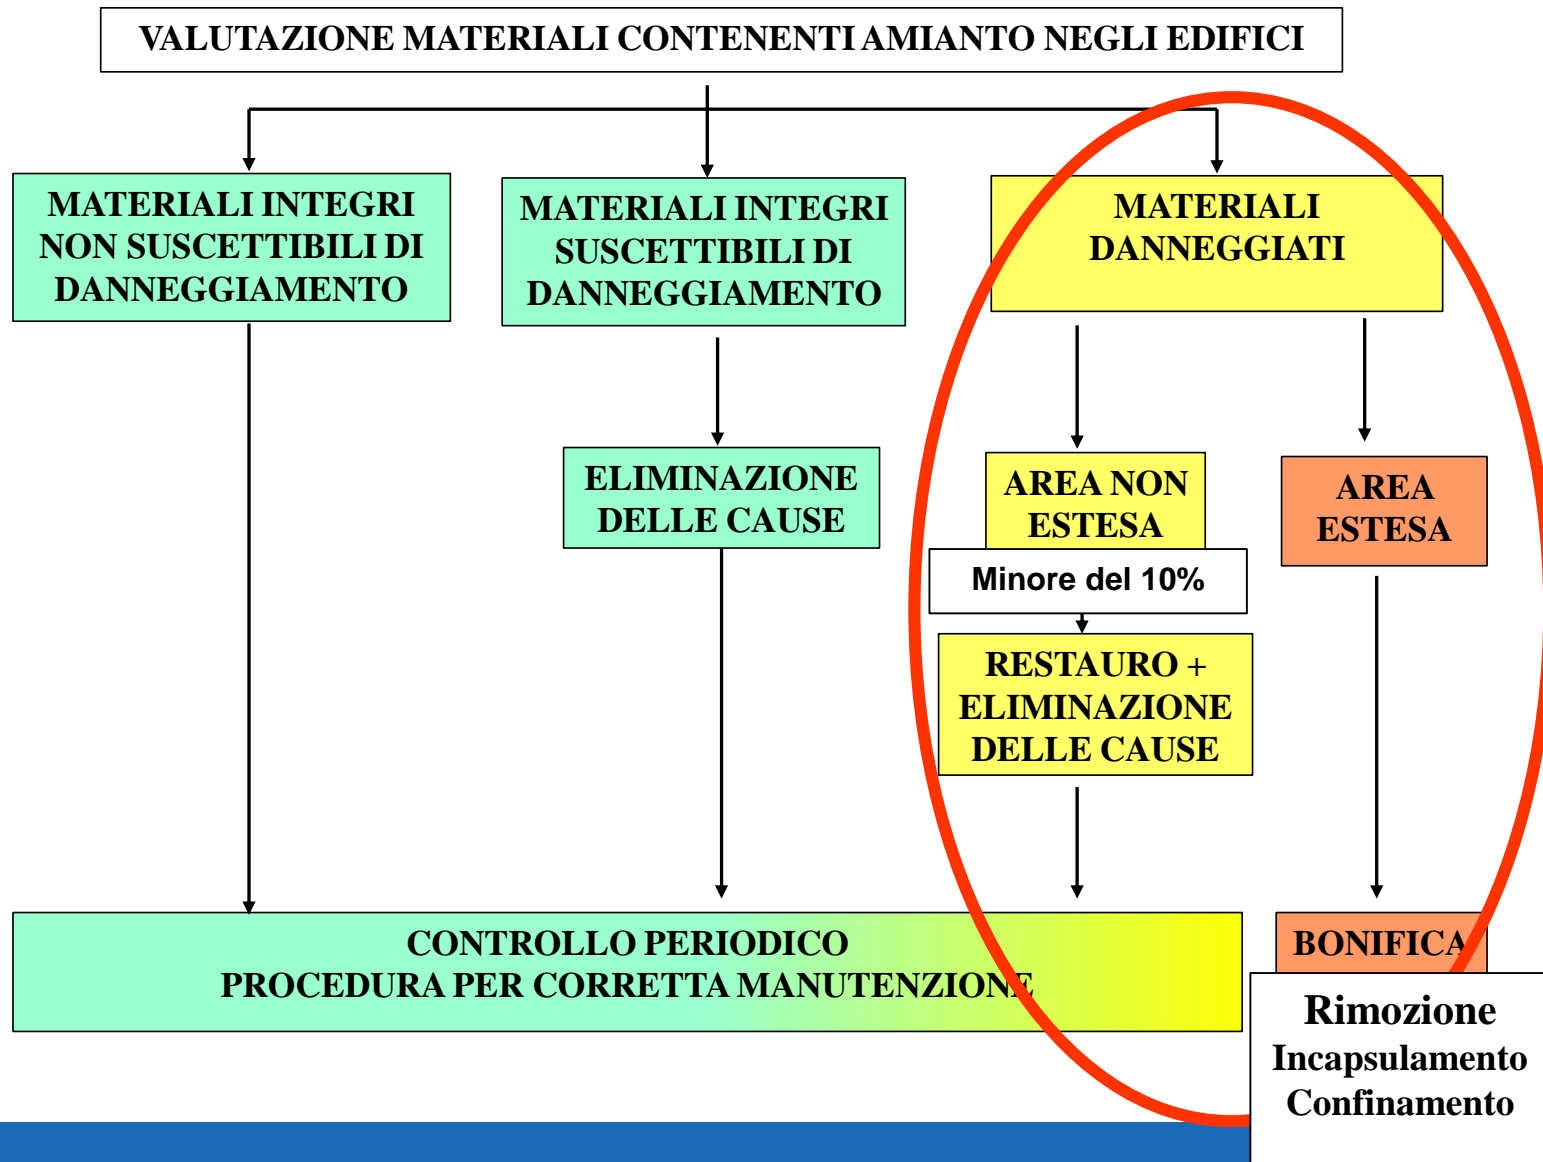 VALUTAZIONE MATERIALI CONTENENTI AMIANTO NEGLI EDIFICI
MATERIALI INTEGRI
NON SUSCETTIBILI DI
DANNEGGIAMENTO
MATERIALI INTEGRI
SUSCETTIBILI DI
DANNEGGIAMENTO
MATERIALI
DANNEGGIATI
ELIMINAZIONE
DELLE CAUSE
AREA NON
ESTESA
Minore del 10%
AREA
ESTESA
RESTAURO +
ELIMINAZIONE
DELLE CAUSE
CONTROLLO PERIODICO
PROCEDURA PER CORRETTA MANUTENZIONE
BONIFICA
Rimozione
Incapsulamento
Confinamento